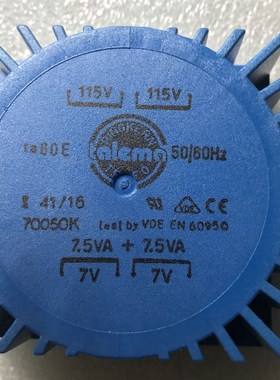 115V 115V
ta60E
Talema
50/60Hz
41/16
70050K test by VDE EN 60950
7.5VA + 7.5VA
7V 7V